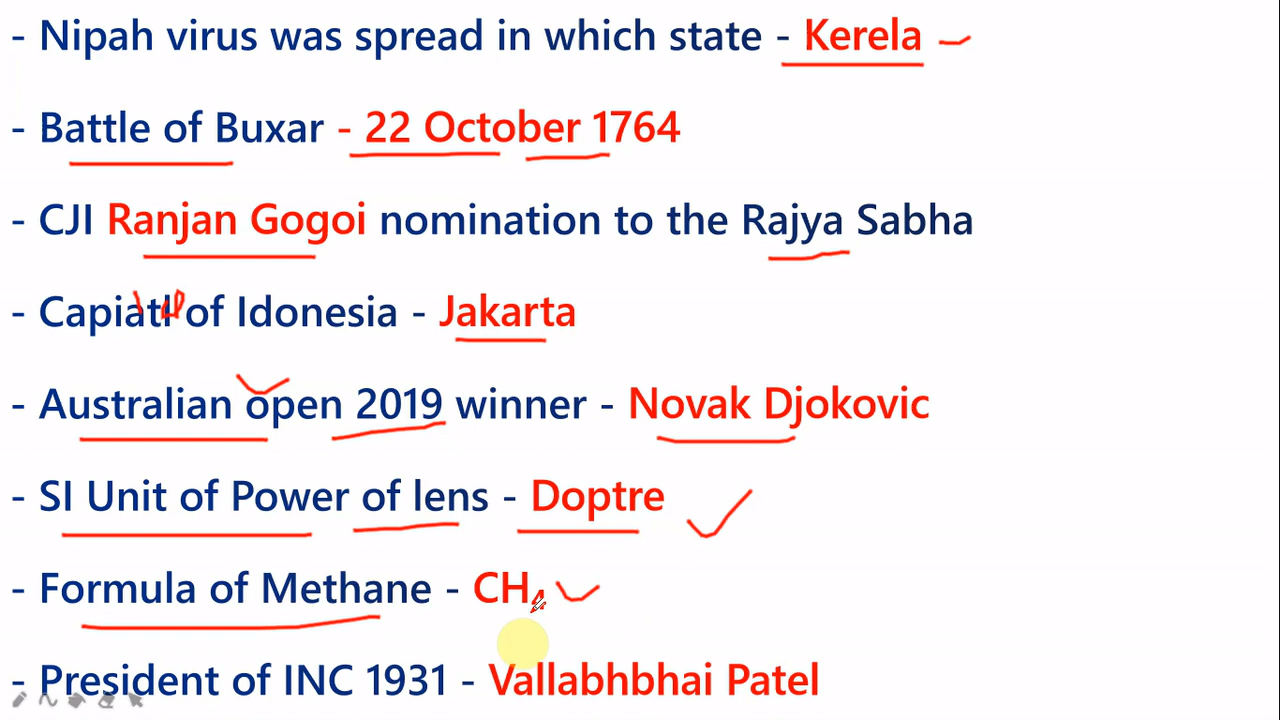 - Nipah virus was spread in which state - Kerela
- Battle of Buxar - 22 October 1764
- CJI Ranjan Gogoi nomination to the Rajya Sabha
- Capiatl of Idonesia - Jakarta
- Australian open 2019 winner - Novak Djokovic
- SI Unit of Power of lens - Doptre
- Formula of Methane - CH₄
- President of INC 1931 - Vallabhbhai Patel